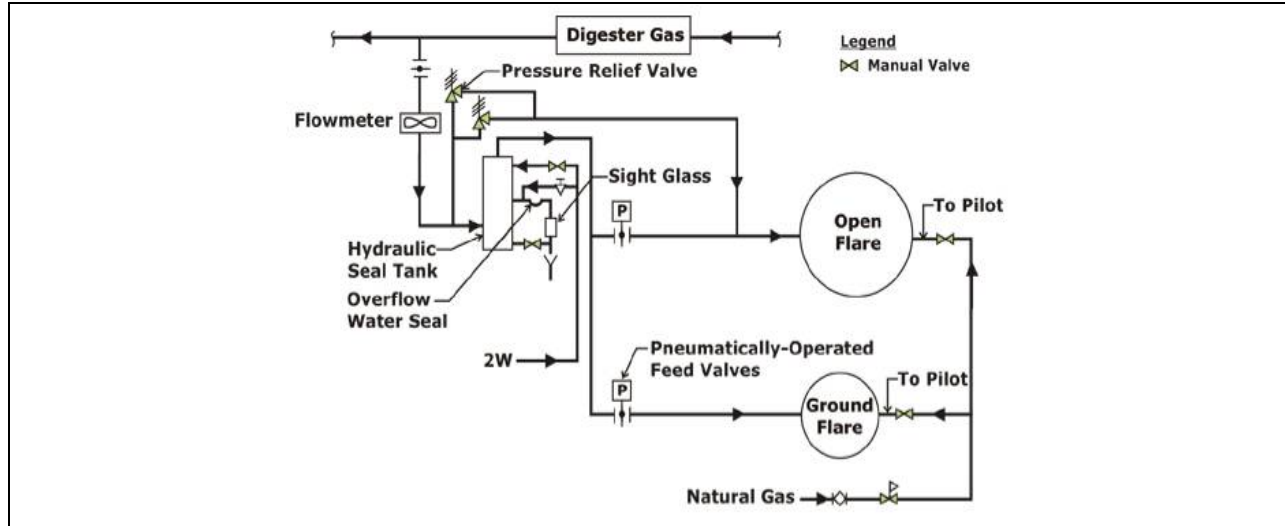 Digester Gas
Legend
Manual Valve
Pressure Relief Valve
Flowmeter
Sight Glass
P
To Pilot
Open
Flare
Hydraulic
Seal Tank
Overflow
Water Seal
2W
Pneumatically-Operated
Feed Valves
P
To Pilot
Ground
Flare
Natural Gas